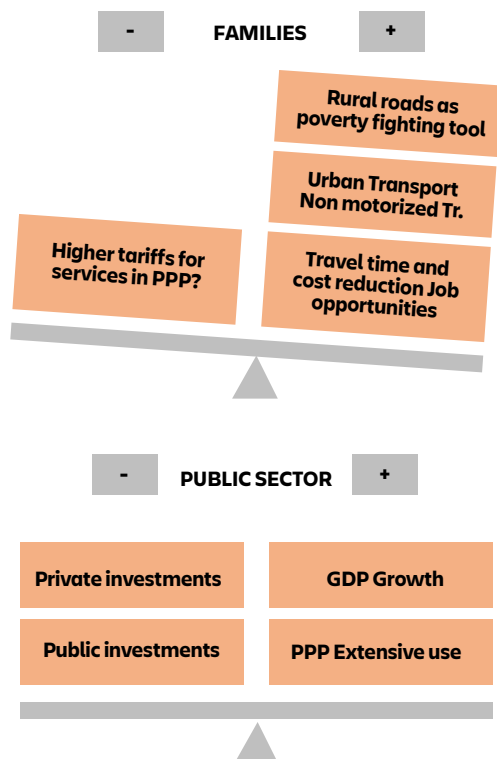 - FAMILIES +
Rural roads as
poverty fighting tool
Urban Transport
Non motorized Tr.
Higher tariffs for
services in PPP?
Travel time and
cost reduction Job
opportunities
- PUBLIC SECTOR +
Private investments
GDP Growth
Public investments
PPP Extensive use